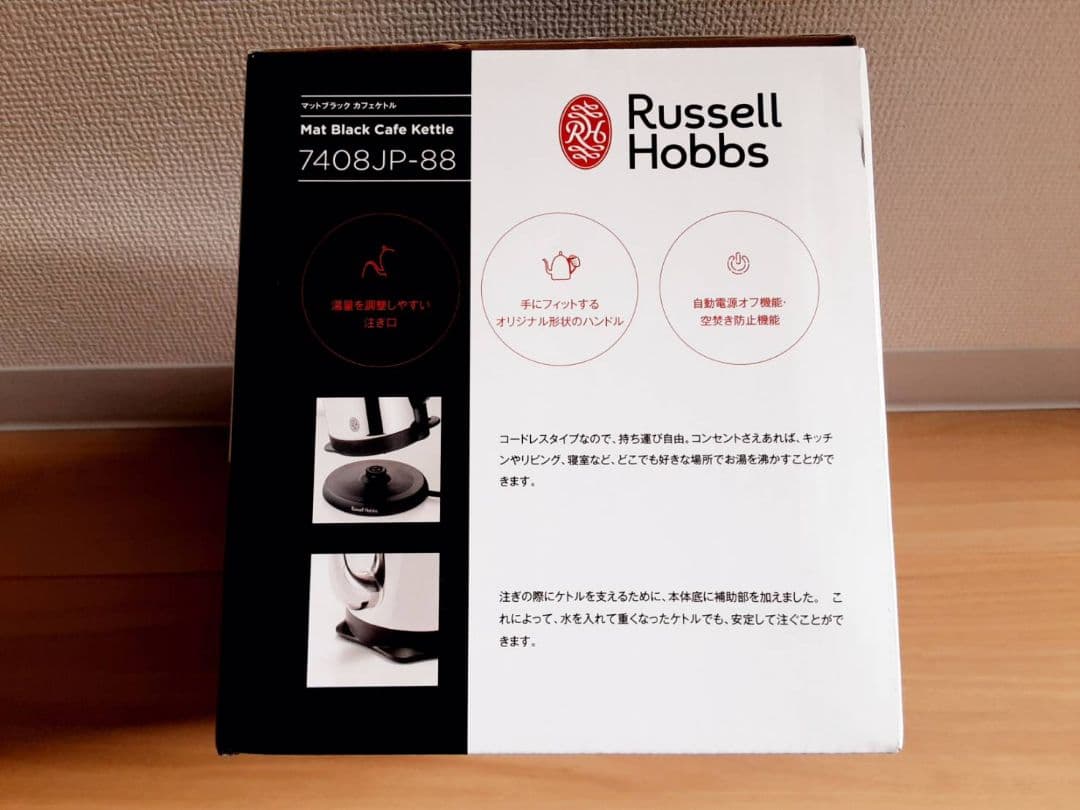 マットブラック カフェケトル
Mat Black Cafe Kettle
7408JP-88
RH
Russell
Hobbs
湯量を調整しやすい
注ぎ口
手にフィットする
オリジナル形状のハンドル
自動電源オフ機能・
空焚き防止機能
コードレスタイプなので、持ち運び自由。コンセントさえあれば、キッチ
ンやリビング、寝室など、どこでも好きな場所でお湯を沸かすことがで
きます。
Russell Hobbs
注ぎの際にケトルを支えるために、本体底に補助部を加えました。 こ
れによって、水を入れて重くなったケトルでも、安定して注ぐことがで
きます。